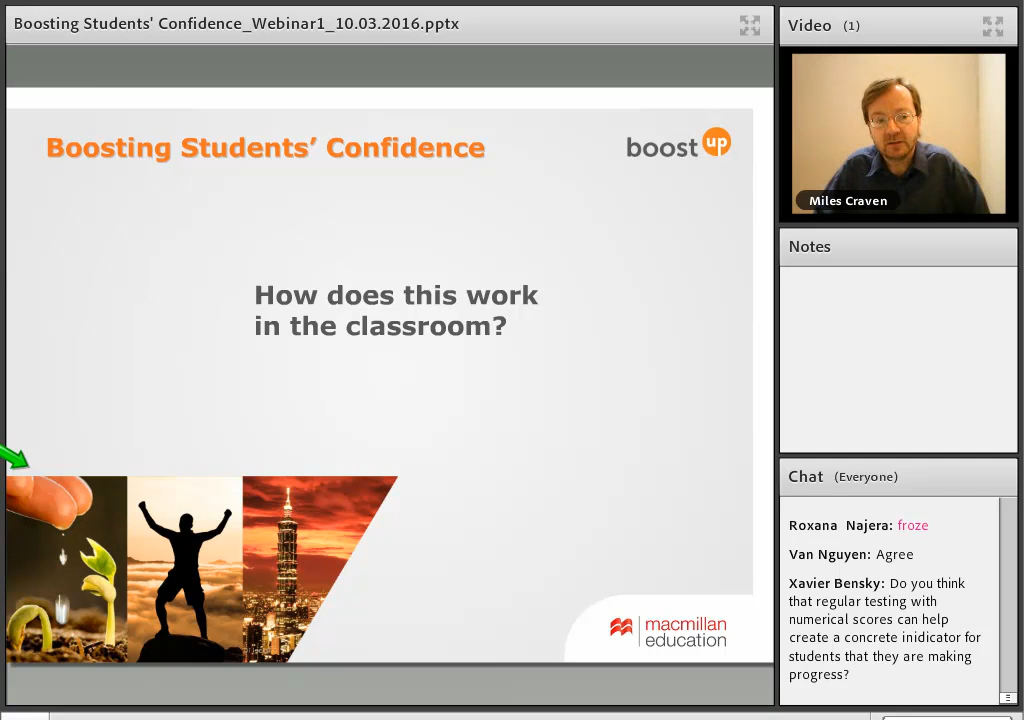 Boosting Students' Confidence_Webinar1_10.03.2016.pptx
Boosting Students’ Confidence
boost up
How does this work
in the classroom?
macmillan
education
Video (1)
Miles Craven
Notes
Chat (Everyone)
Roxana Najera: froze
Van Nguyen: Agree
Xavier Bensky: Do you think
that regular testing with
numerical scores can help
create a concrete inidicator for
students that they are making
progress?